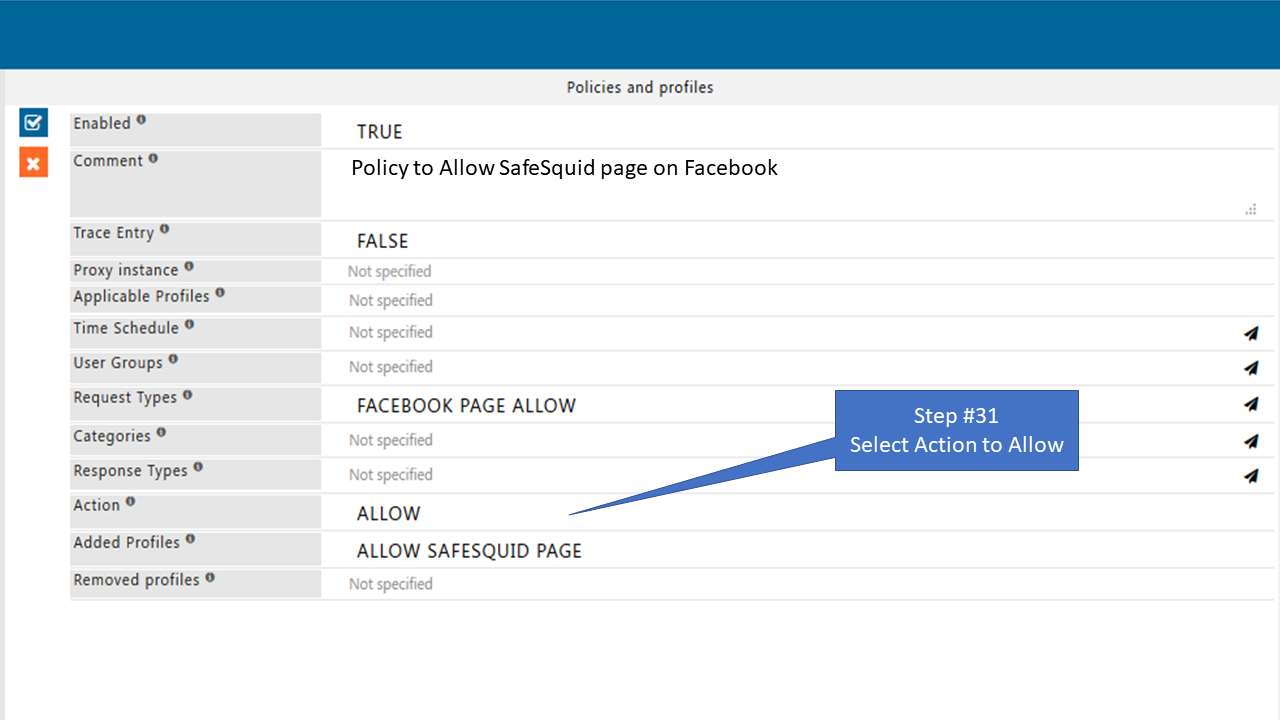 Policies and profiles
Enabled
TRUE
Comment
Policy to Allow SafeSquid page on Facebook
Trace Entry
FALSE
Proxy instance
Not specified
Applicable Profiles
Not specified
Time Schedule
Not specified
User Groups
Not specified
Request Types
FACEBOOK PAGE ALLOW
Step #31
Select Action to Allow
Categories
Not specified
Response Types
Not specified
Action
ALLOW
Added Profiles
ALLOW SAFESQUID PAGE
Removed profiles
Not specified